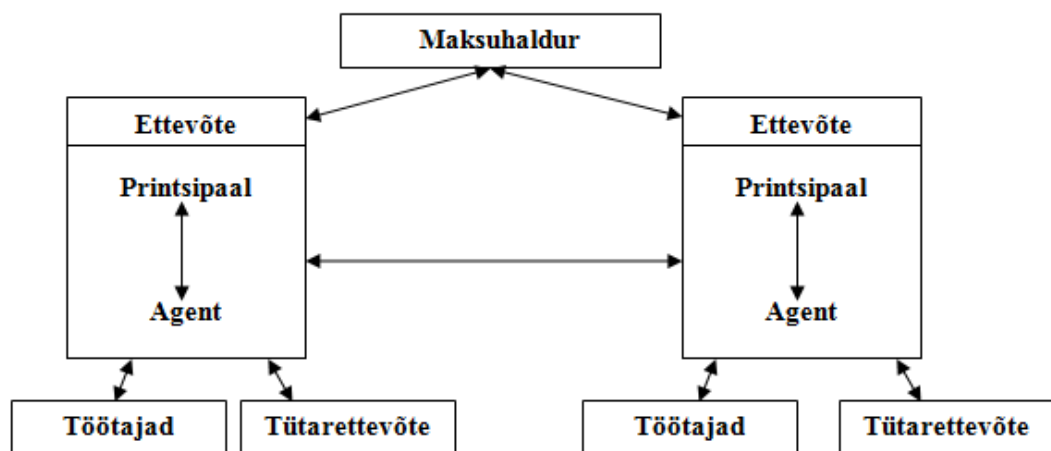 Maksuhaldur
Ettevõte
Ettevõte
Printsipaal
Printsipaal
Agent
Agent
Töötajad
Tütarettevõte
Töötajad
Tütarettevõte